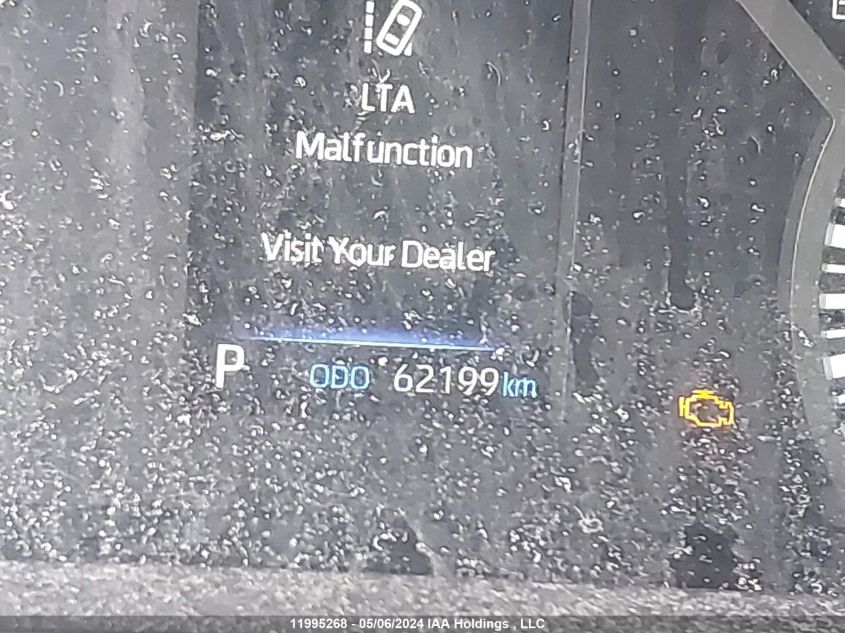 LTA
Malfunction
Visit Your Dealer
P ODO 62199 km
11995268 - 05/06/2024 IAA Holdings , LLC